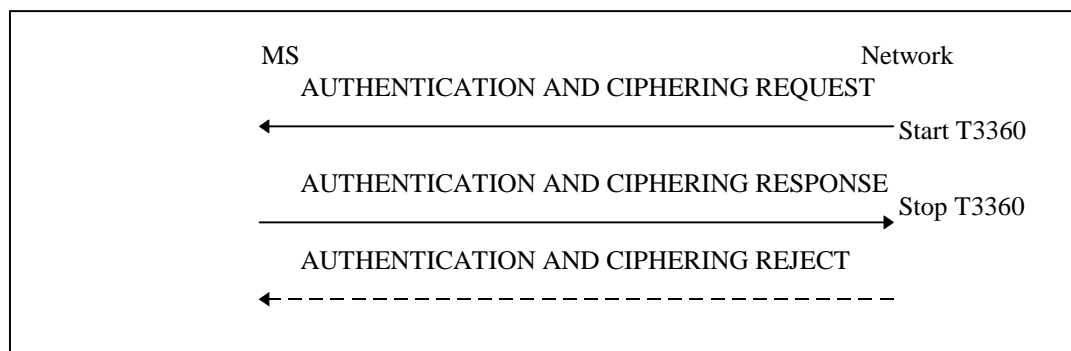 MS Network
AUTHENTICATION AND CIPHERING REQUEST
Start T3360
AUTHENTICATION AND CIPHERING RESPONSE
Stop T3360
AUTHENTICATION AND CIPHERING REJECT